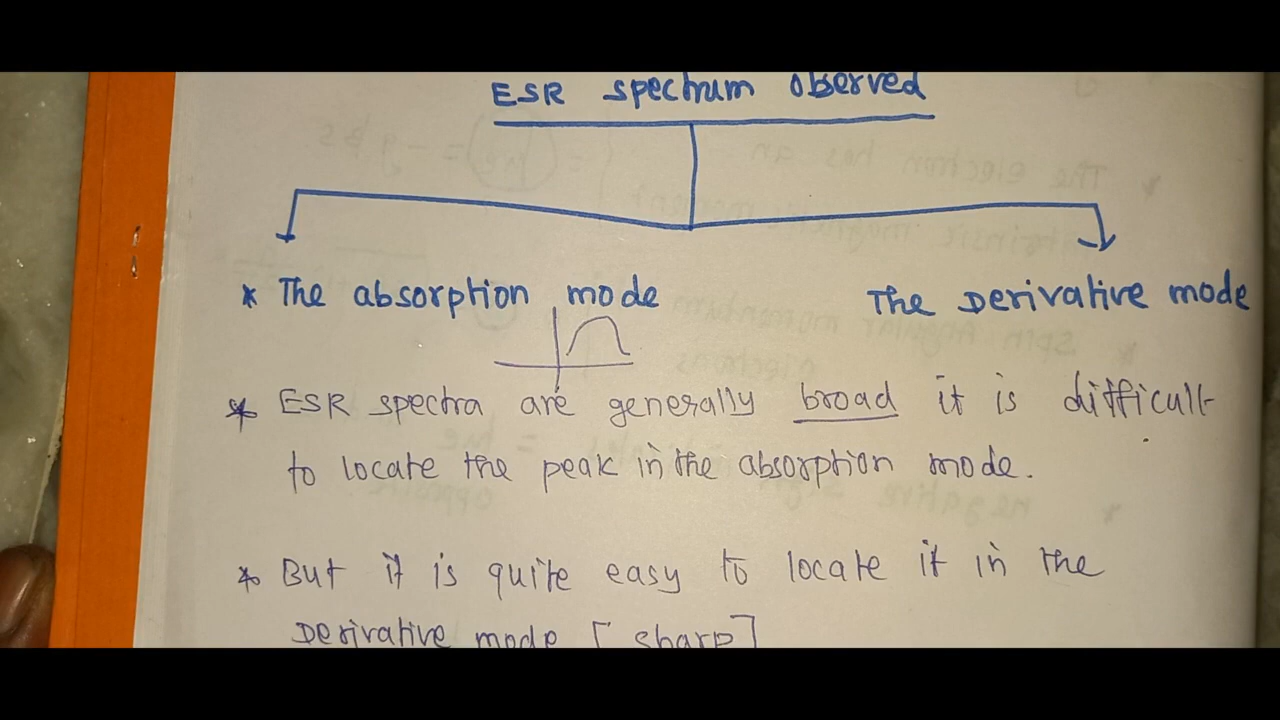 ESR spectrum observed
* The absorption mode
The Derivative mode
* ESR spectra are generally broad it is difficult
to locate the peak in the absorption mode.
* But it is quite easy to locate it in the
Derivative mode [sharp]